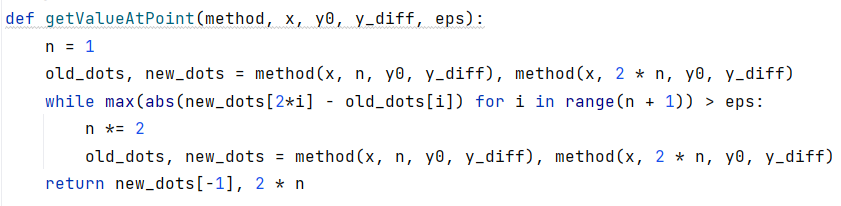 def getValueAtPoint(method, x, y0, y_diff, eps):
    n = 1
    old_dots, new_dots = method(x, n, y0, y_diff), method(x, 2 * n, y0, y_diff)
    while max(abs(new_dots[2*i] - old_dots[i]) for i in range(n + 1)) > eps:
        n *= 2
        old_dots, new_dots = method(x, n, y0, y_diff), method(x, 2 * n, y0, y_diff)
    return new_dots[-1], 2 * n